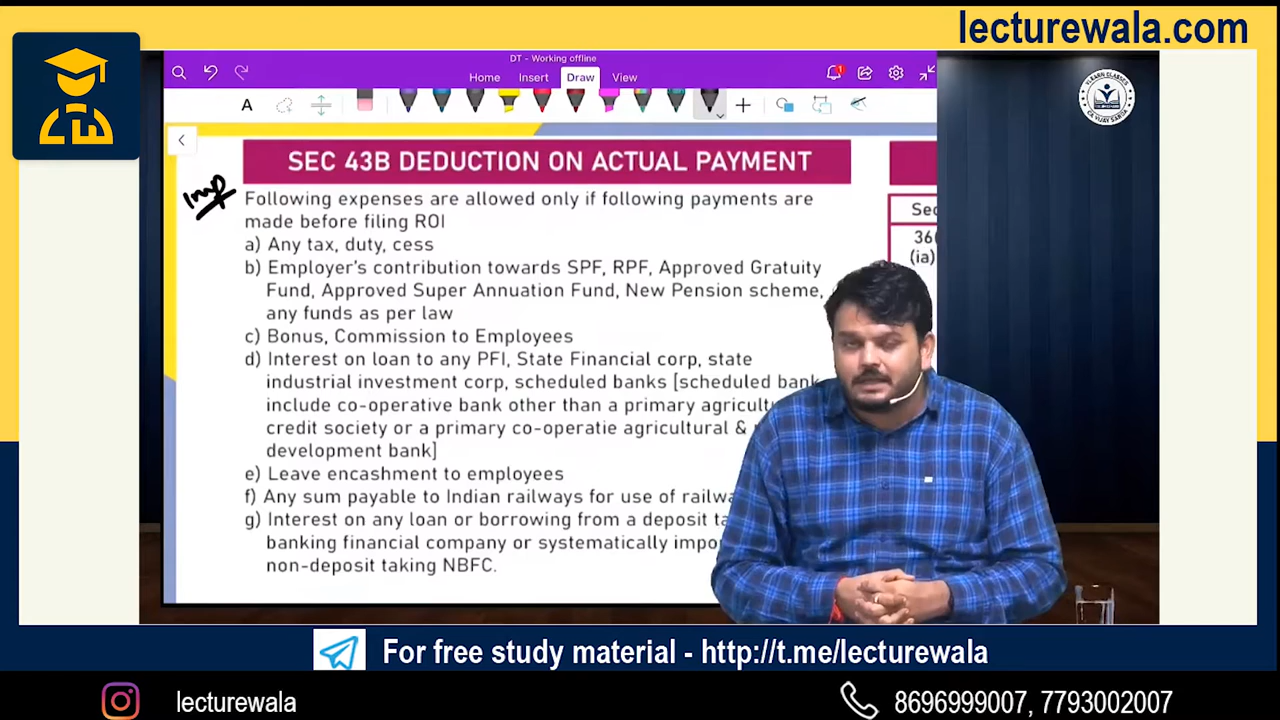 lecturewala.com
DT - Working offline
Home Insert Draw View
1
A
SEC 43B DEDUCTION ON ACTUAL PAYMENT
Imp
Following expenses are allowed only if following payments are
made before filing ROI
a) Any tax, duty, cess
b) Employer's contribution towards SPF, RPF, Approved Gratuity
Fund, Approved Super Annuation Fund, New Pension scheme,
any funds as per law
c) Bonus, Commission to Employees
d) Interest on loan to any PFI, State Financial corp, state
industrial investment corp, scheduled banks [scheduled bank
include co-operative bank other than a primary agricultu
credit society or a primary co-operatie agricultural &
development bank]
e) Leave encashment to employees
f) Any sum payable to Indian railways for use of railwa
g) Interest on any loan or borrowing from a deposit ta
banking financial company or systematically impo
non-deposit taking NBFC.
Sec
36(
(ia)
CA VIJAY SARDA
For free study material - http://t.me/lecturewala
lecturewala
8696999007, 7793002007